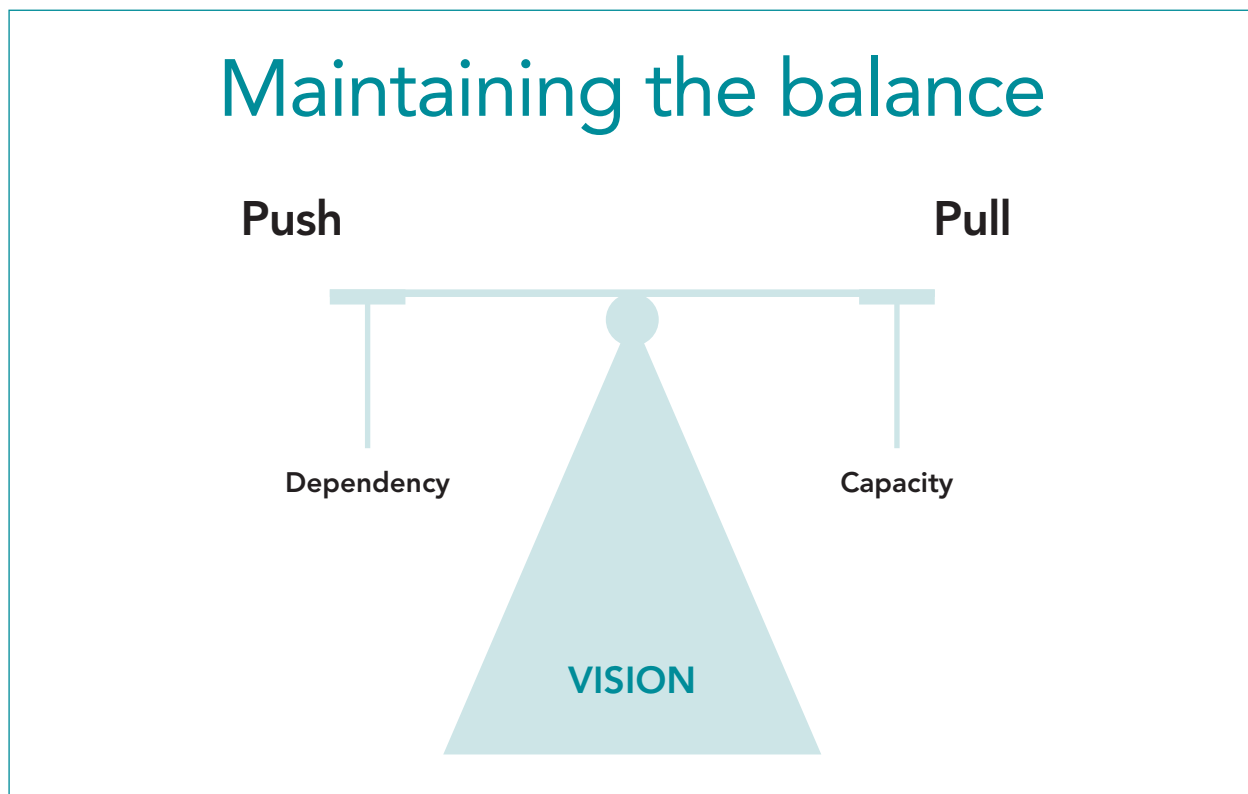 Maintaining the balance
Push
Pull
Dependency
Capacity
VISION